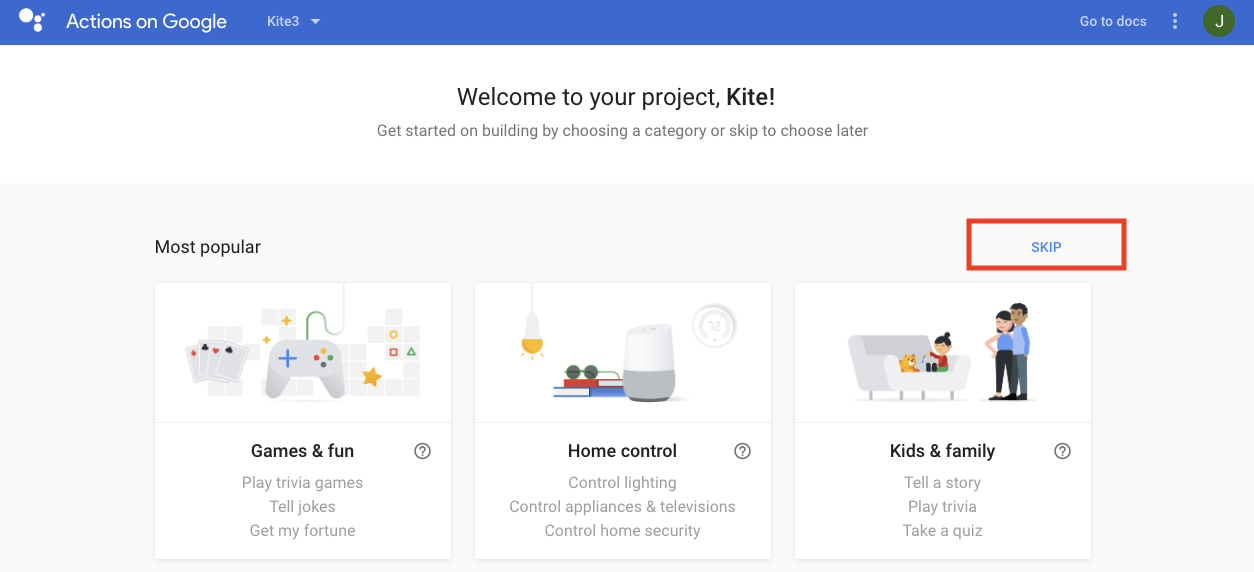 Actions on Google Kite3 Go to docs J
Welcome to your project, Kite!
Get started on building by choosing a category or skip to choose later
Most popular SKIP
72
Games & fun
Play trivia games
Tell jokes
Get my fortune
Home control
Control lighting
Control appliances & televisions
Control home security
Kids & family
Tell a story
Play trivia
Take a quiz